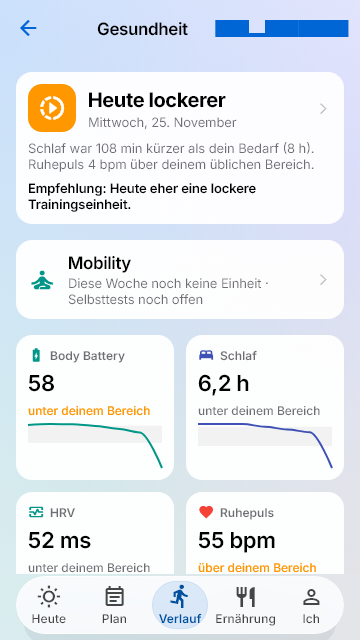 Gesundheit
Heute lockerer
Mittwoch, 25. November
Schlaf war 108 min kürzer als dein Bedarf (8 h).
Ruhepuls 4 bpm über deinem üblichen Bereich.
Empfehlung: Heute eher eine lockere
Trainingseinheit.
Mobility
Diese Woche noch keine Einheit ·
Selbsttests noch offen
Body Battery
58
unter deinem Bereich
Schlaf
6,2 h
unter deinem Bereich
HRV
52 ms
unter deinem Bereich
Ruhepuls
55 bpm
über deinem Bereich
Heute
Plan
Verlauf
Ernährung
Ich